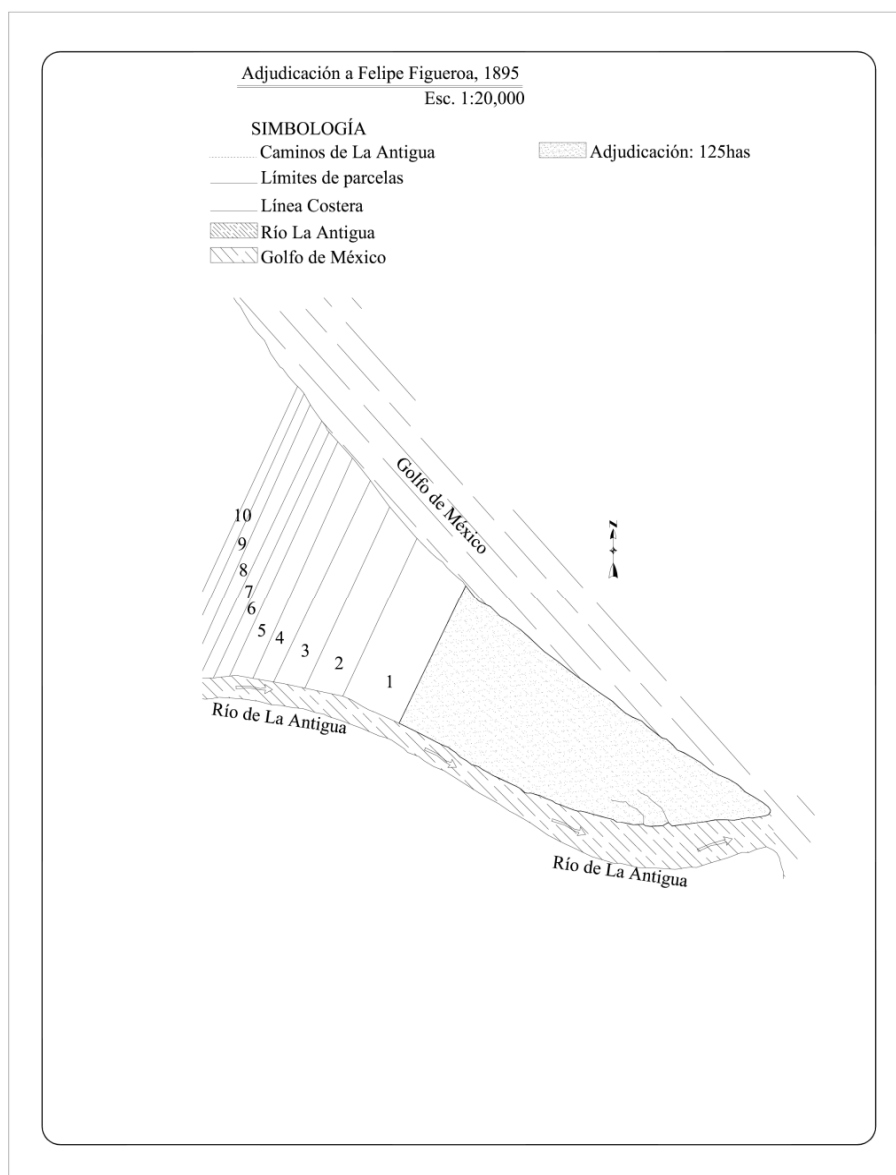 Adjudicación a Felipe Figueroa, 1895
Esc. 1:20,000
SIMBOLOGÍA
Caminos de La Antigua
Adjudicación: 125has
Límites de parcelas
Línea Costera
Río La Antigua
Golfo de México
Golfo de México
N
10
9
8
7
6
5
4
3
2
1
Río de La Antigua
Río de La Antigua